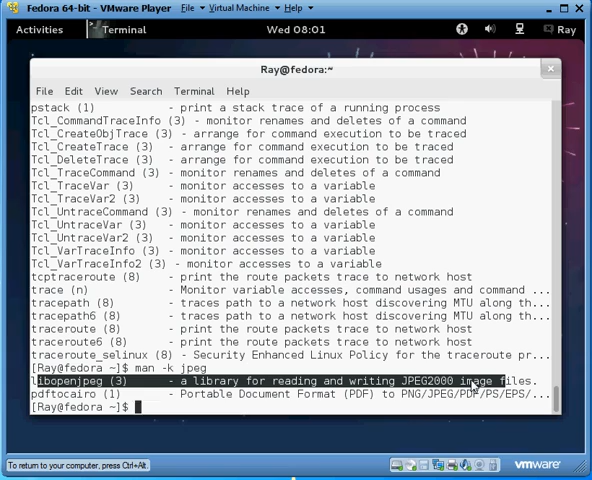 Fedora 64-bit - VMware Player File Virtual Machine Help
Activities Terminal Wed 08:01 Ray
Ray@fedora:~
File Edit View Search Terminal Help
pstack (1) - print a stack trace of a running process
Tcl_CommandTraceInfo (3) - monitor renames and deletes of a command
Tcl_CreateObjTrace (3) - arrange for command execution to be traced
Tcl_CreateTrace (3) - arrange for command execution to be traced
Tcl_DeleteTrace (3) - arrange for command execution to be traced
Tcl_TraceCommand (3) - monitor renames and deletes of a command
Tcl_TraceVar (3) - monitor accesses to a variable
Tcl_TraceVar2 (3) - monitor accesses to a variable
Tcl_UntraceCommand (3) - monitor renames and deletes of a command
Tcl_UntraceVar (3) - monitor accesses to a variable
Tcl_UntraceVar2 (3) - monitor accesses to a variable
Tcl_VarTraceInfo (3) - monitor accesses to a variable
Tcl_VarTraceInfo2 (3) - monitor accesses to a variable
tcptraceroute (8) - print the route packets trace to network host
trace (n) - Monitor variable accesses, command usages and command ...
tracepath (8) - traces path to a network host discovering MTU along th...
tracepath6 (8) - traces path to a network host discovering MTU along th...
traceroute (8) - print the route packets trace to network host
traceroute6 (8) - print the route packets trace to network host
traceroute_selinux (8) - Security Enhanced Linux Policy for the traceroute pr...
[Ray@fedora ~]$ man -k jpeg
libopenjpeg (3) - a library for reading and writing JPEG2000 image files.
pdftocairo (1) - Portable Document Format (PDF) to PNG/JPEG/PDF/PS/EPS/...
[Ray@fedora ~]$
To return to your computer, press Ctrl+Alt. vmware